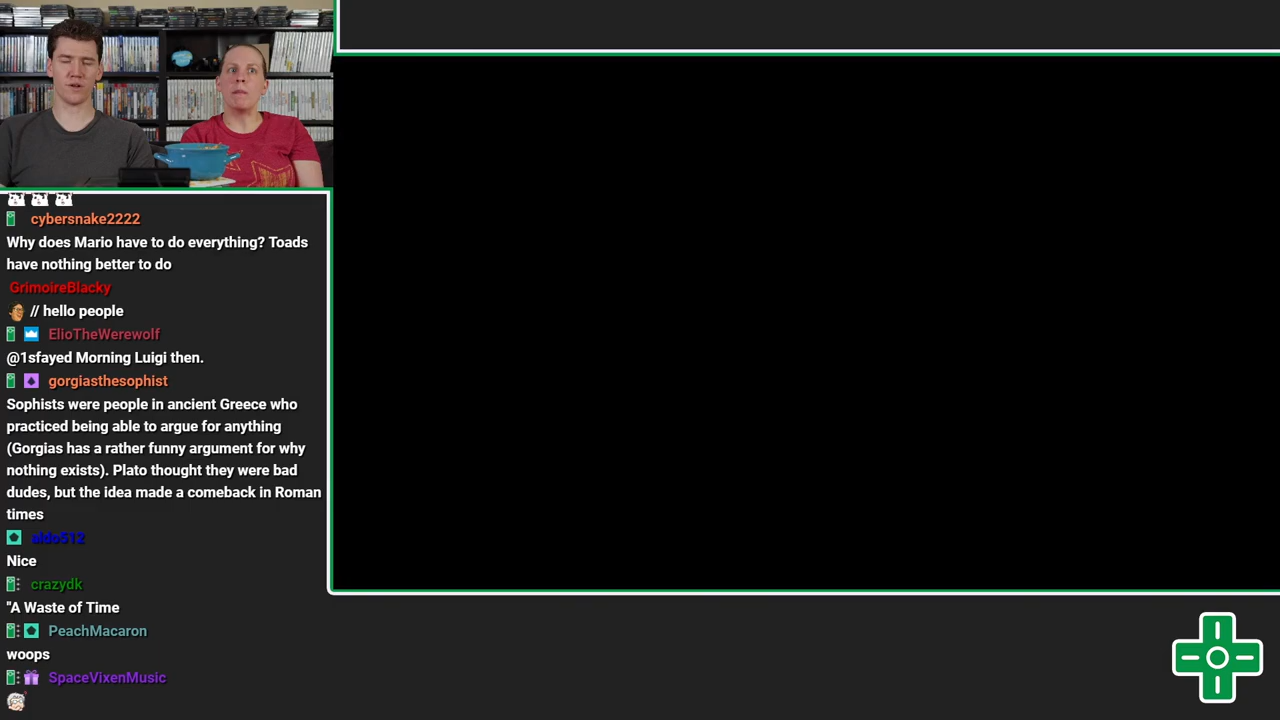 cybersnake2222
Why does Mario have to do everything? Toads
have nothing better to do
GrimoireBlacky
// hello people
ElioTheWerewolf
@1sfayed Morning Luigi then.
gorgiasthesophist
Sophists were people in ancient Greece who
practiced being able to argue for anything
(Gorgias has a rather funny argument for why
nothing exists). Plato thought they were bad
dudes, but the idea made a comeback in Roman
times
aldo512
Nice
crazydk
"A Waste of Time
PeachMacaron
woops
SpaceVixenMusic